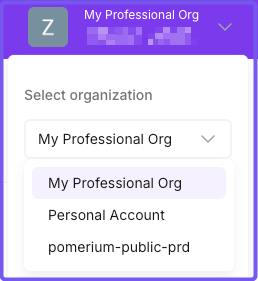 Z
My Professional Org
Select organization
My Professional Org
My Professional Org
Personal Account
pomerium-public-prd